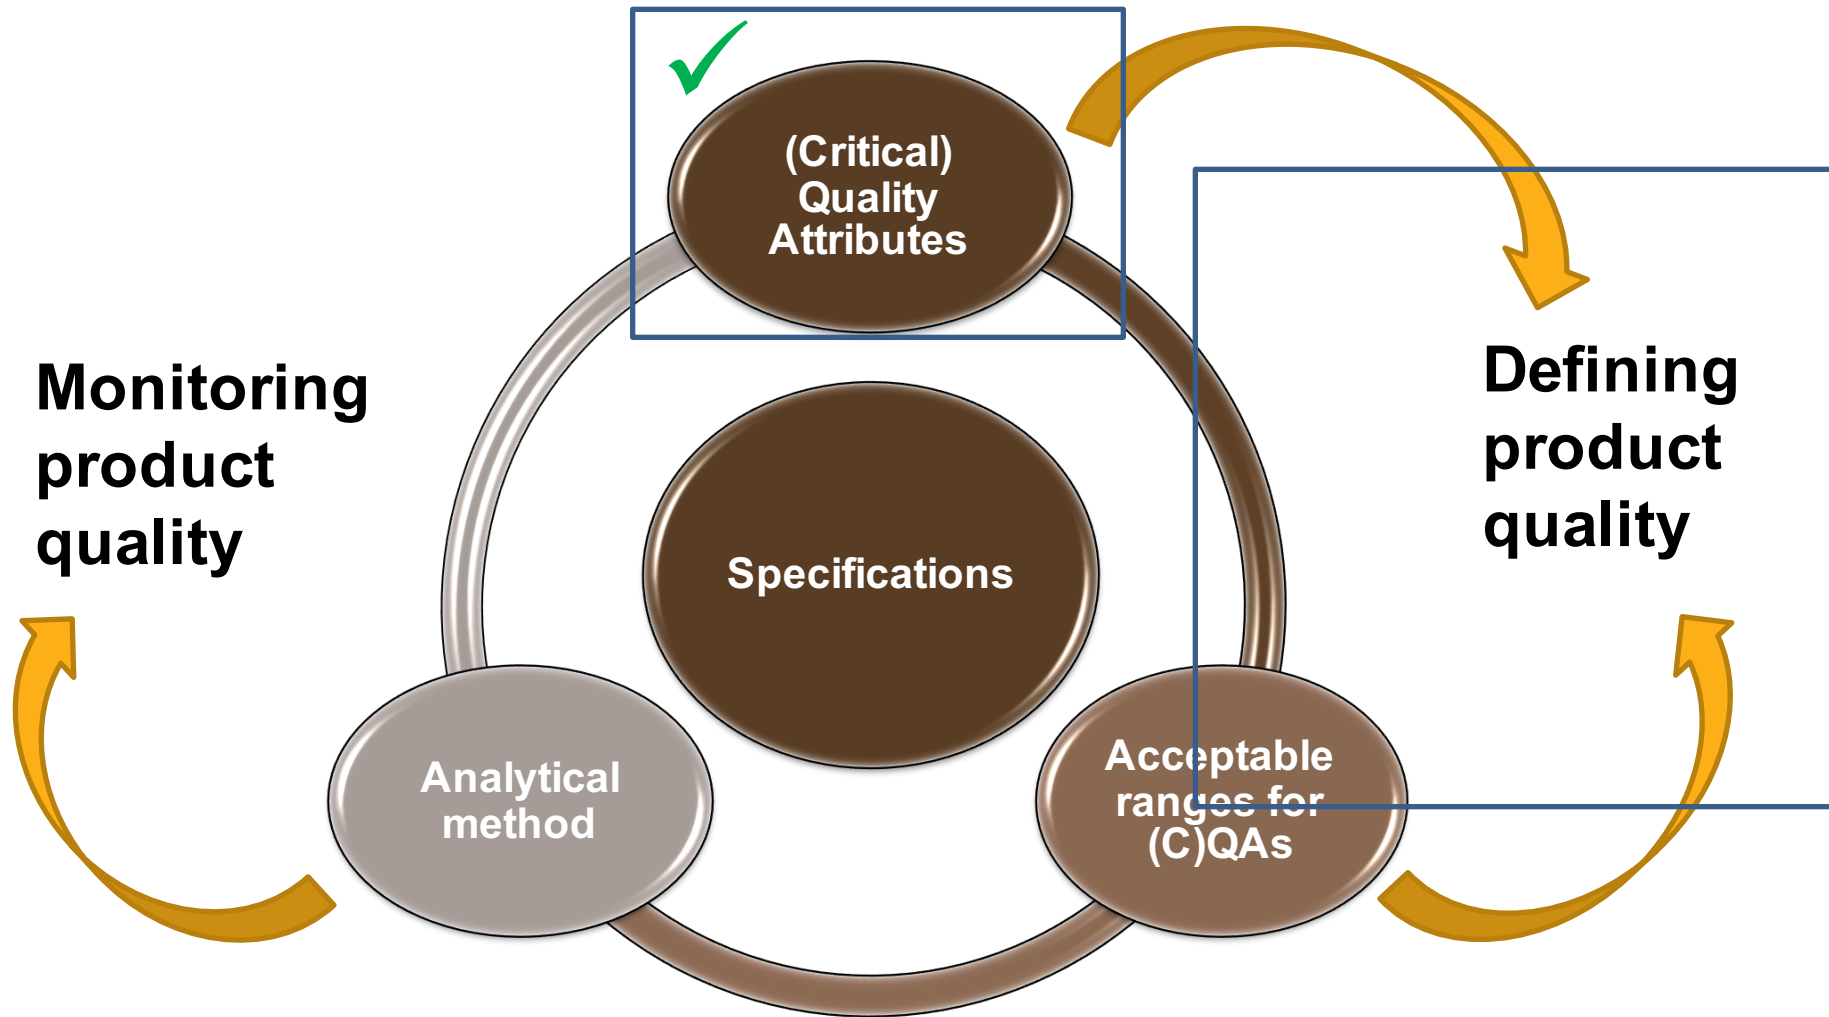 (Critical)
Quality
Attributes
Monitoring
product
quality
Defining
product
quality
Specifications
Analytical
method
Acceptable
ranges for
(C)QAs